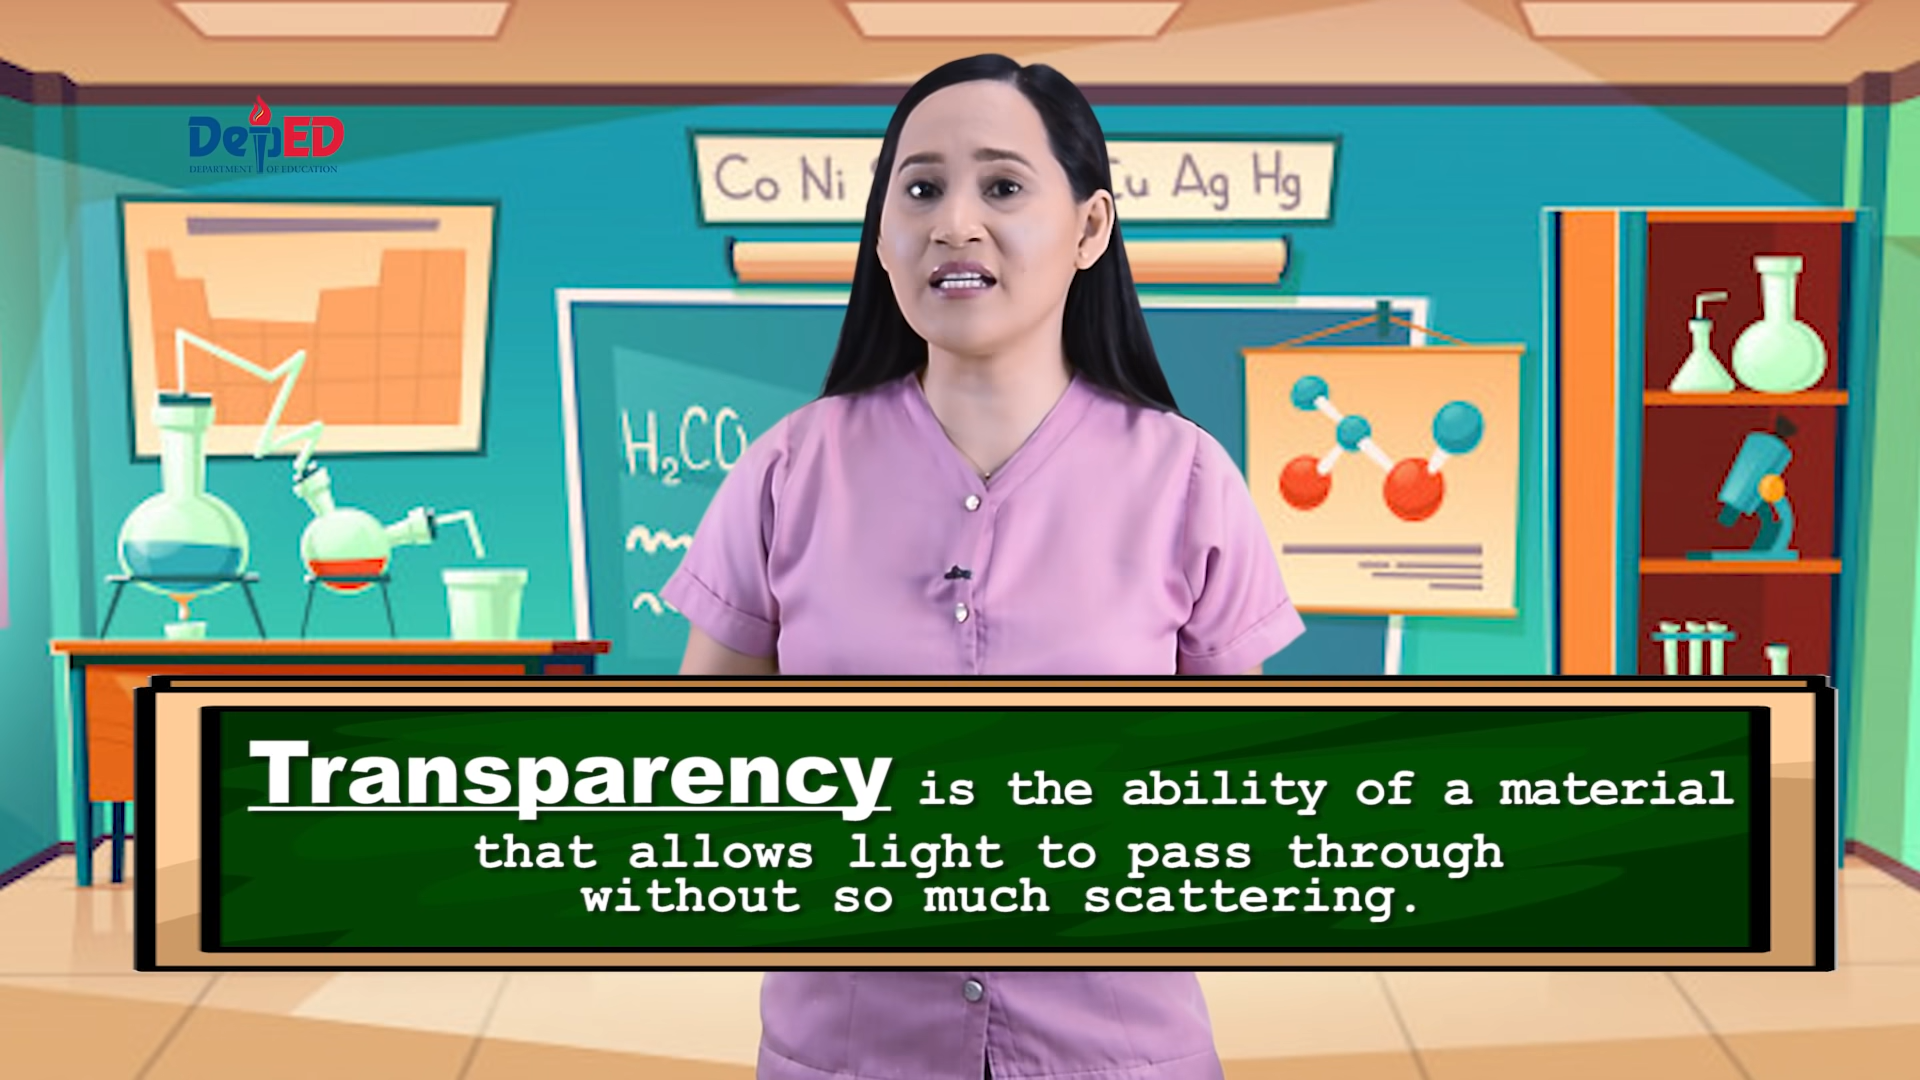 DepED
DEPARTMENT OF EDUCATION
Co Ni
Cu Ag Hg
H₂CO
Transparency is the ability of a material
that allows light to pass through
without so much scattering.